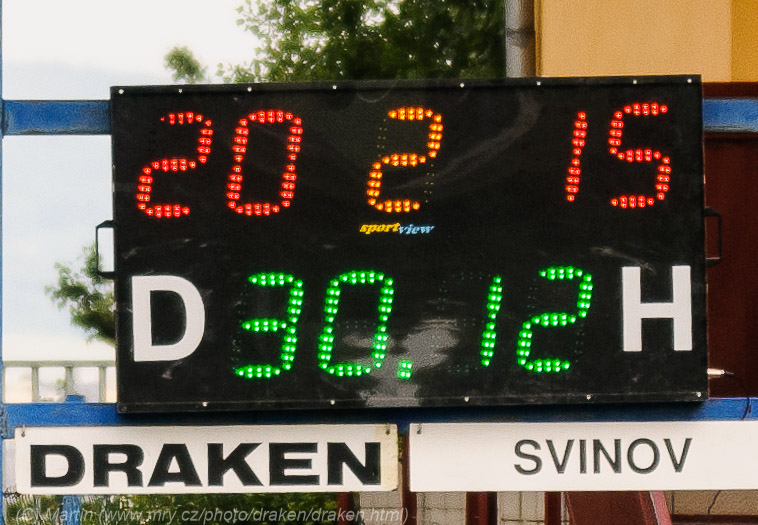 20 2 15
sportview
D 30.12 H
DRAKEN SVINOV
(C) Martin (www.mry.cz/photo/draken/draken.html)